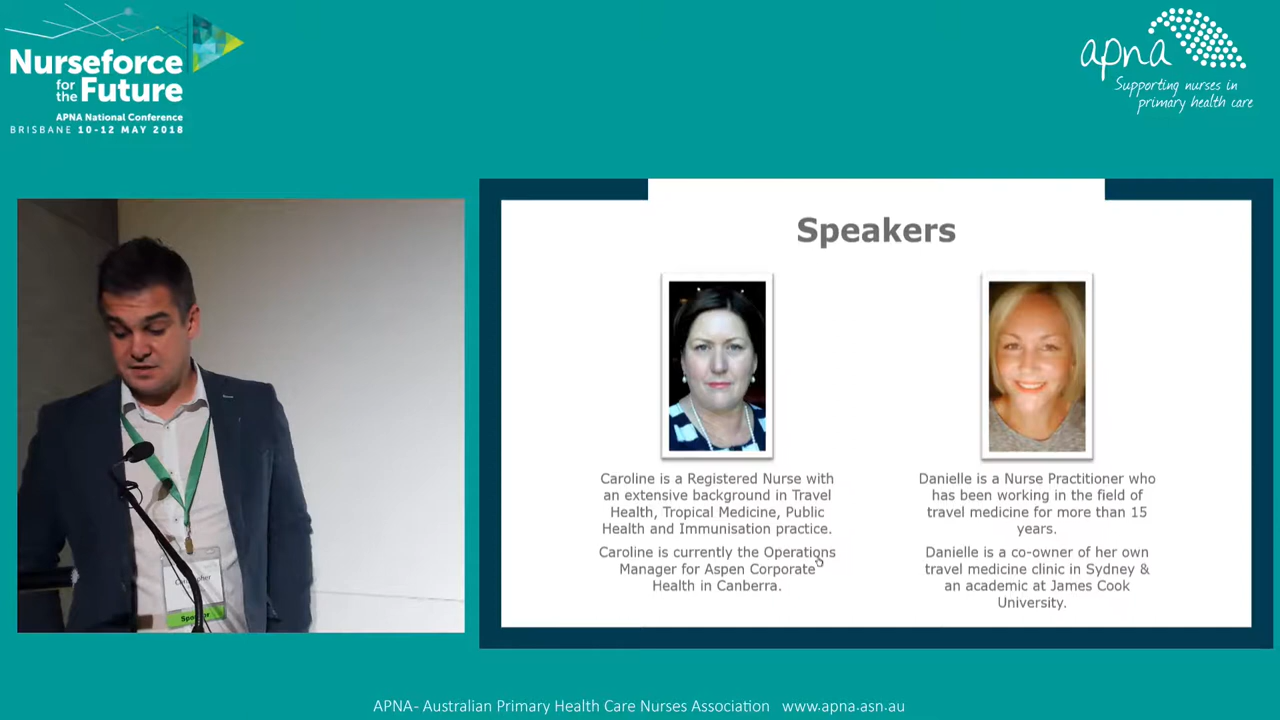 Nurseforce
for the Future
APNA National Conference
BRISBANE 10-12 MAY 2018
apna
Supporting nurses in
primary health care
Speakers
Caroline is a Registered Nurse with
an extensive background in Travel
Health, Tropical Medicine, Public
Health and Immunisation practice.
Caroline is currently the Operations
Manager for Aspen Corporate
Health in Canberra.
Danielle is a Nurse Practitioner who
has been working in the field of
travel medicine for more than 15
years.
Danielle is a co-owner of her own
travel medicine clinic in Sydney &
an academic at James Cook
University.
APNA- Australian Primary Health Care Nurses Association www.apna.asn.au